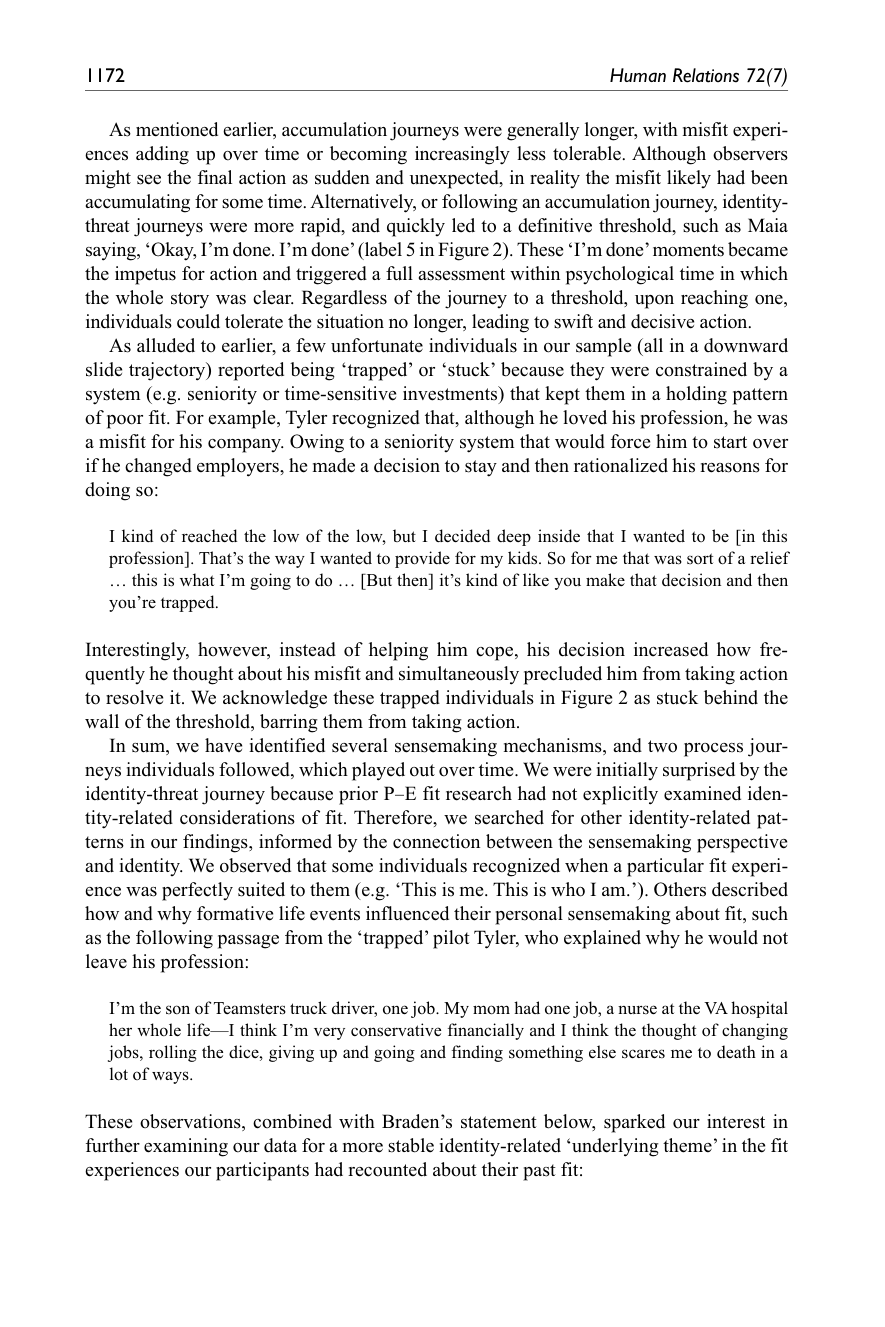 1172
Human Relations 72(7)
As mentioned earlier, accumulation journeys were generally longer, with misfit experi-
ences adding up over time or becoming increasingly less tolerable. Although observers
might see the final action as sudden and unexpected, in reality the misfit likely had been
accumulating for some time. Alternatively, or following an accumulation journey, identity-
threat journeys were more rapid, and quickly led to a definitive threshold, such as Maia
saying, ‘Okay, I’m done. I’m done’ (label 5 in Figure 2). These ‘I’m done’ moments became
the impetus for action and triggered a full assessment within psychological time in which
the whole story was clear. Regardless of the journey to a threshold, upon reaching one,
individuals could tolerate the situation no longer, leading to swift and decisive action.
As alluded to earlier, a few unfortunate individuals in our sample (all in a downward
slide trajectory) reported being ‘trapped’ or ‘stuck’ because they were constrained by a
system (e.g. seniority or time-sensitive investments) that kept them in a holding pattern
of poor fit. For example, Tyler recognized that, although he loved his profession, he was
a misfit for his company. Owing to a seniority system that would force him to start over
if he changed employers, he made a decision to stay and then rationalized his reasons for
doing so:
I kind of reached the low of the low, but I decided deep inside that I wanted to be [in this
profession]. That’s the way I wanted to provide for my kids. So for me that was sort of a relief
… this is what I’m going to do … [But then] it’s kind of like you make that decision and then
you’re trapped.
Interestingly, however, instead of helping him cope, his decision increased how fre-
quently he thought about his misfit and simultaneously precluded him from taking action
to resolve it. We acknowledge these trapped individuals in Figure 2 as stuck behind the
wall of the threshold, barring them from taking action.
In sum, we have identified several sensemaking mechanisms, and two process jour-
neys individuals followed, which played out over time. We were initially surprised by the
identity-threat journey because prior P–E fit research had not explicitly examined iden-
tity-related considerations of fit. Therefore, we searched for other identity-related pat-
terns in our findings, informed by the connection between the sensemaking perspective
and identity. We observed that some individuals recognized when a particular fit experi-
ence was perfectly suited to them (e.g. ‘This is me. This is who I am.’). Others described
how and why formative life events influenced their personal sensemaking about fit, such
as the following passage from the ‘trapped’ pilot Tyler, who explained why he would not
leave his profession:
I’m the son of Teamsters truck driver, one job. My mom had one job, a nurse at the VA hospital
her whole life—I think I’m very conservative financially and I think the thought of changing
jobs, rolling the dice, giving up and going and finding something else scares me to death in a
lot of ways.
These observations, combined with Braden’s statement below, sparked our interest in
further examining our data for a more stable identity-related ‘underlying theme’ in the fit
experiences our participants had recounted about their past fit: